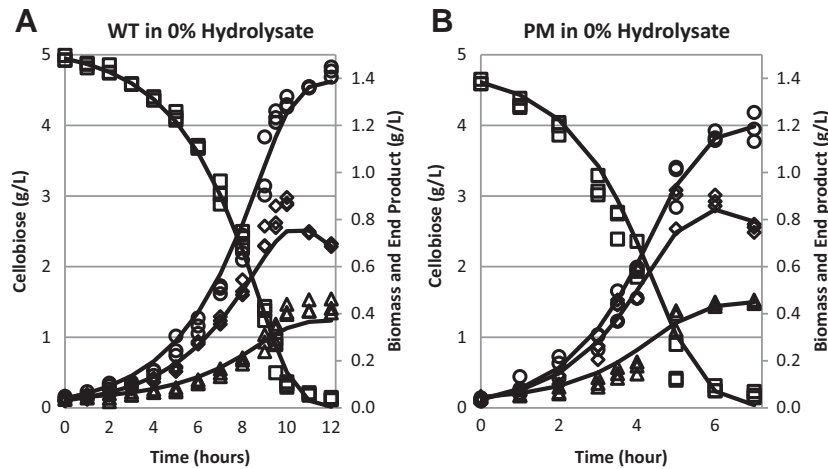 A
WT in 0% Hydrolysate
5
4
3
2
1
0
Cellobiose (g/L)
1.4
1.2
1.0
0.8
0.6
0.4
0.2
0.0
Biomass and End Product (g/L)
0 2 4 6 8 10 12
Time (hours)
B
PM in 0% Hydrolysate
5
4
3
2
1
0
Cellobiose (g/L)
1.4
1.2
1.0
0.8
0.6
0.4
0.2
0.0
Biomass and End Product (g/L)
0 2 4 6
Time (hour)